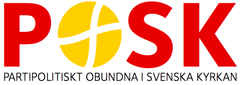 POSK
PARTIPOLITISKT OBUNDNA I SVENSKA KYRKAN